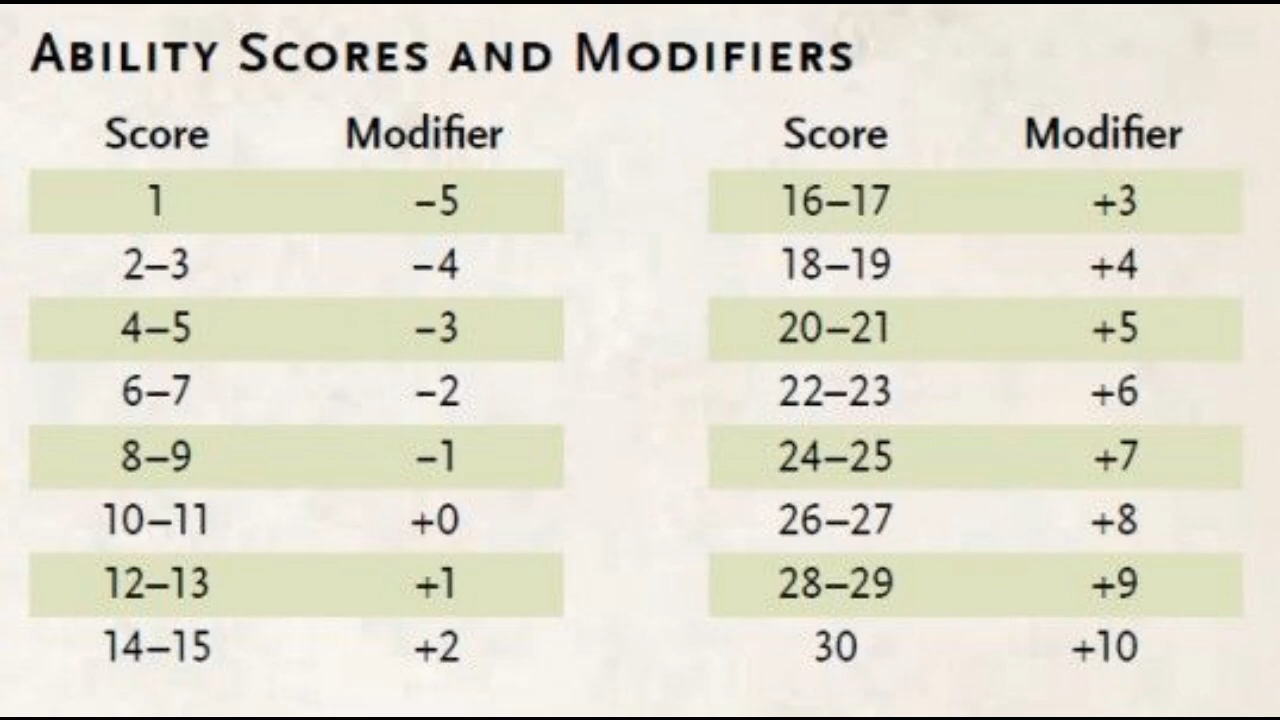 Ability Scores and Modifiers
Score Modifier Score Modifier
1 –5 16–17 +3
2–3 –4 18–19 +4
4–5 –3 20–21 +5
6–7 –2 22–23 +6
8–9 –1 24–25 +7
10–11 +0 26–27 +8
12–13 +1 28–29 +9
14–15 +2 30 +10